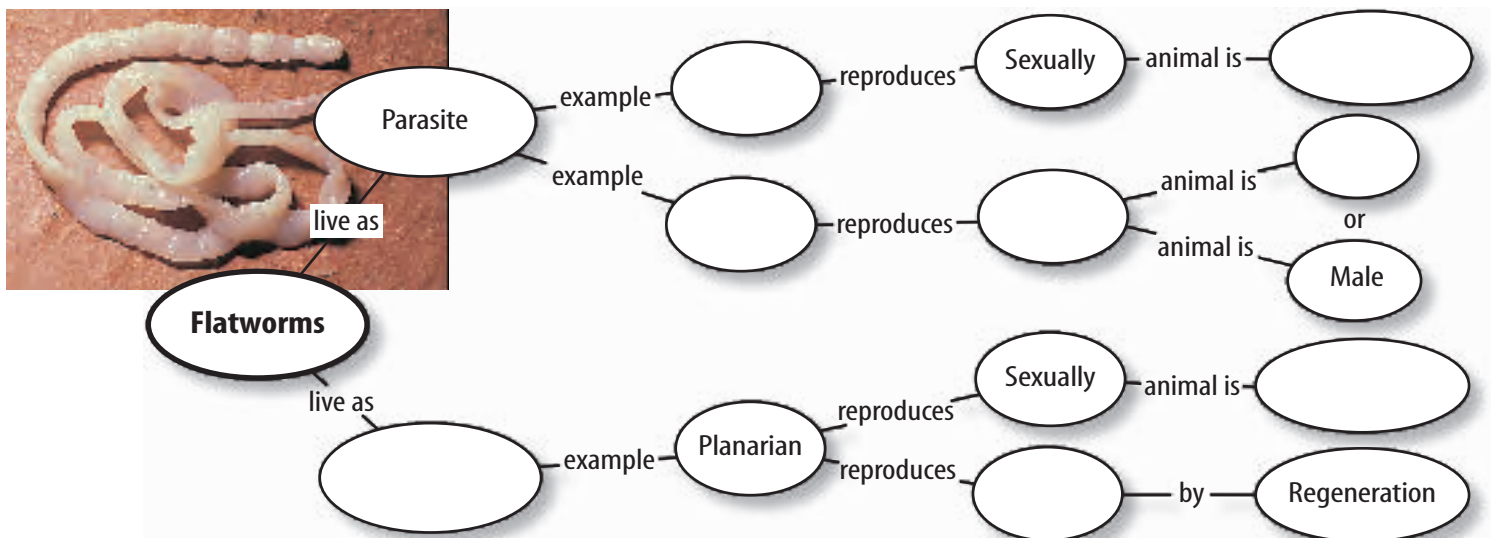 Parasite
example
reproduces
Sexually
animal is
example
reproduces
animal is
or
animal is
Male
live as
Flatworms
live as
example
Planarian
reproduces
Sexually
animal is
reproduces
by
Regeneration